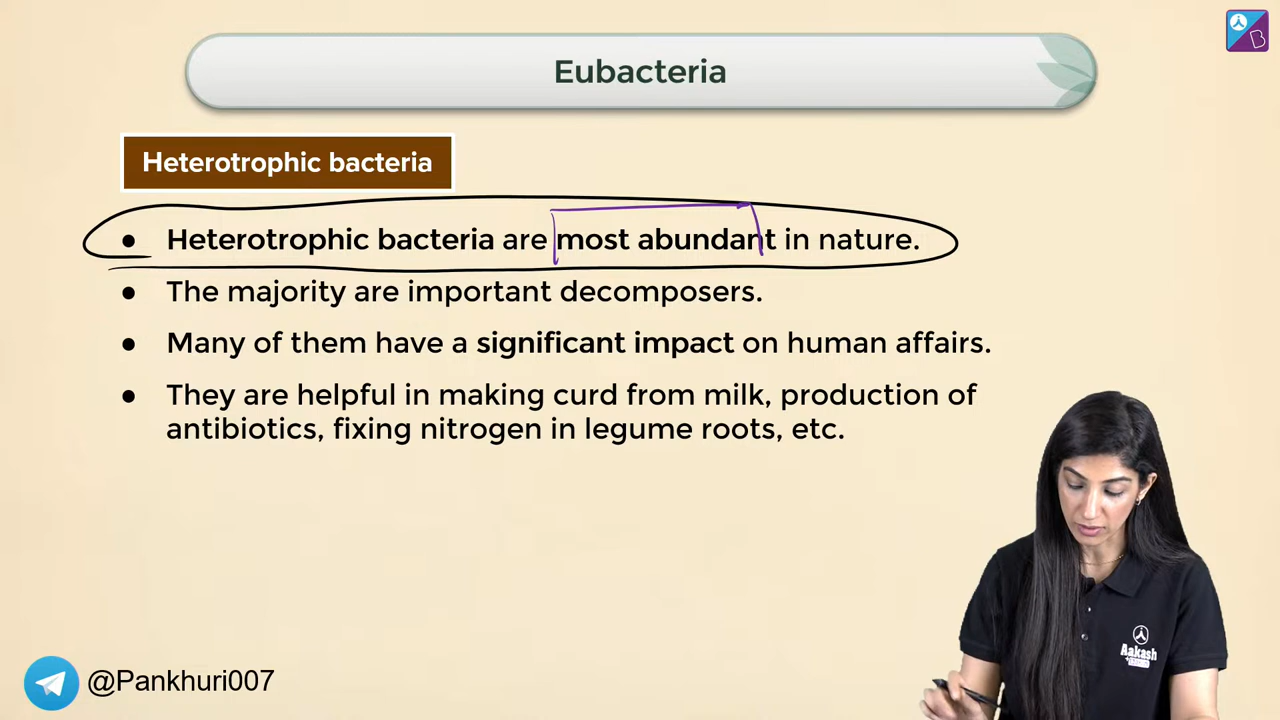 Eubacteria
B
Heterotrophic bacteria
● Heterotrophic bacteria are most abundant in nature.
● The majority are important decomposers.
● Many of them have a significant impact on human affairs.
● They are helpful in making curd from milk, production of
antibiotics, fixing nitrogen in legume roots, etc.
Aakash
@Pankhuri007